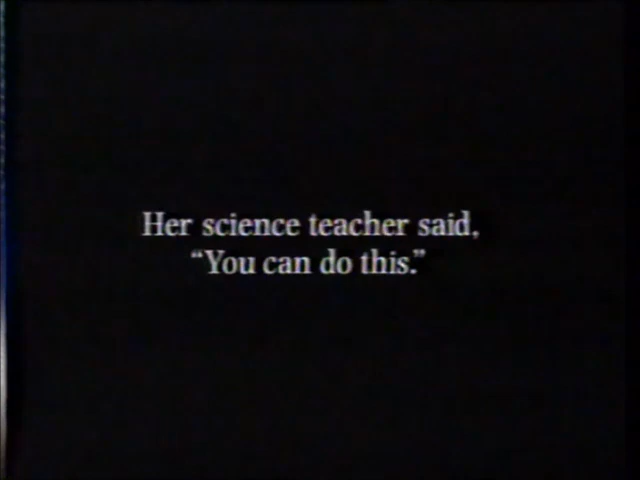 Her science teacher said,
“You can do this.”